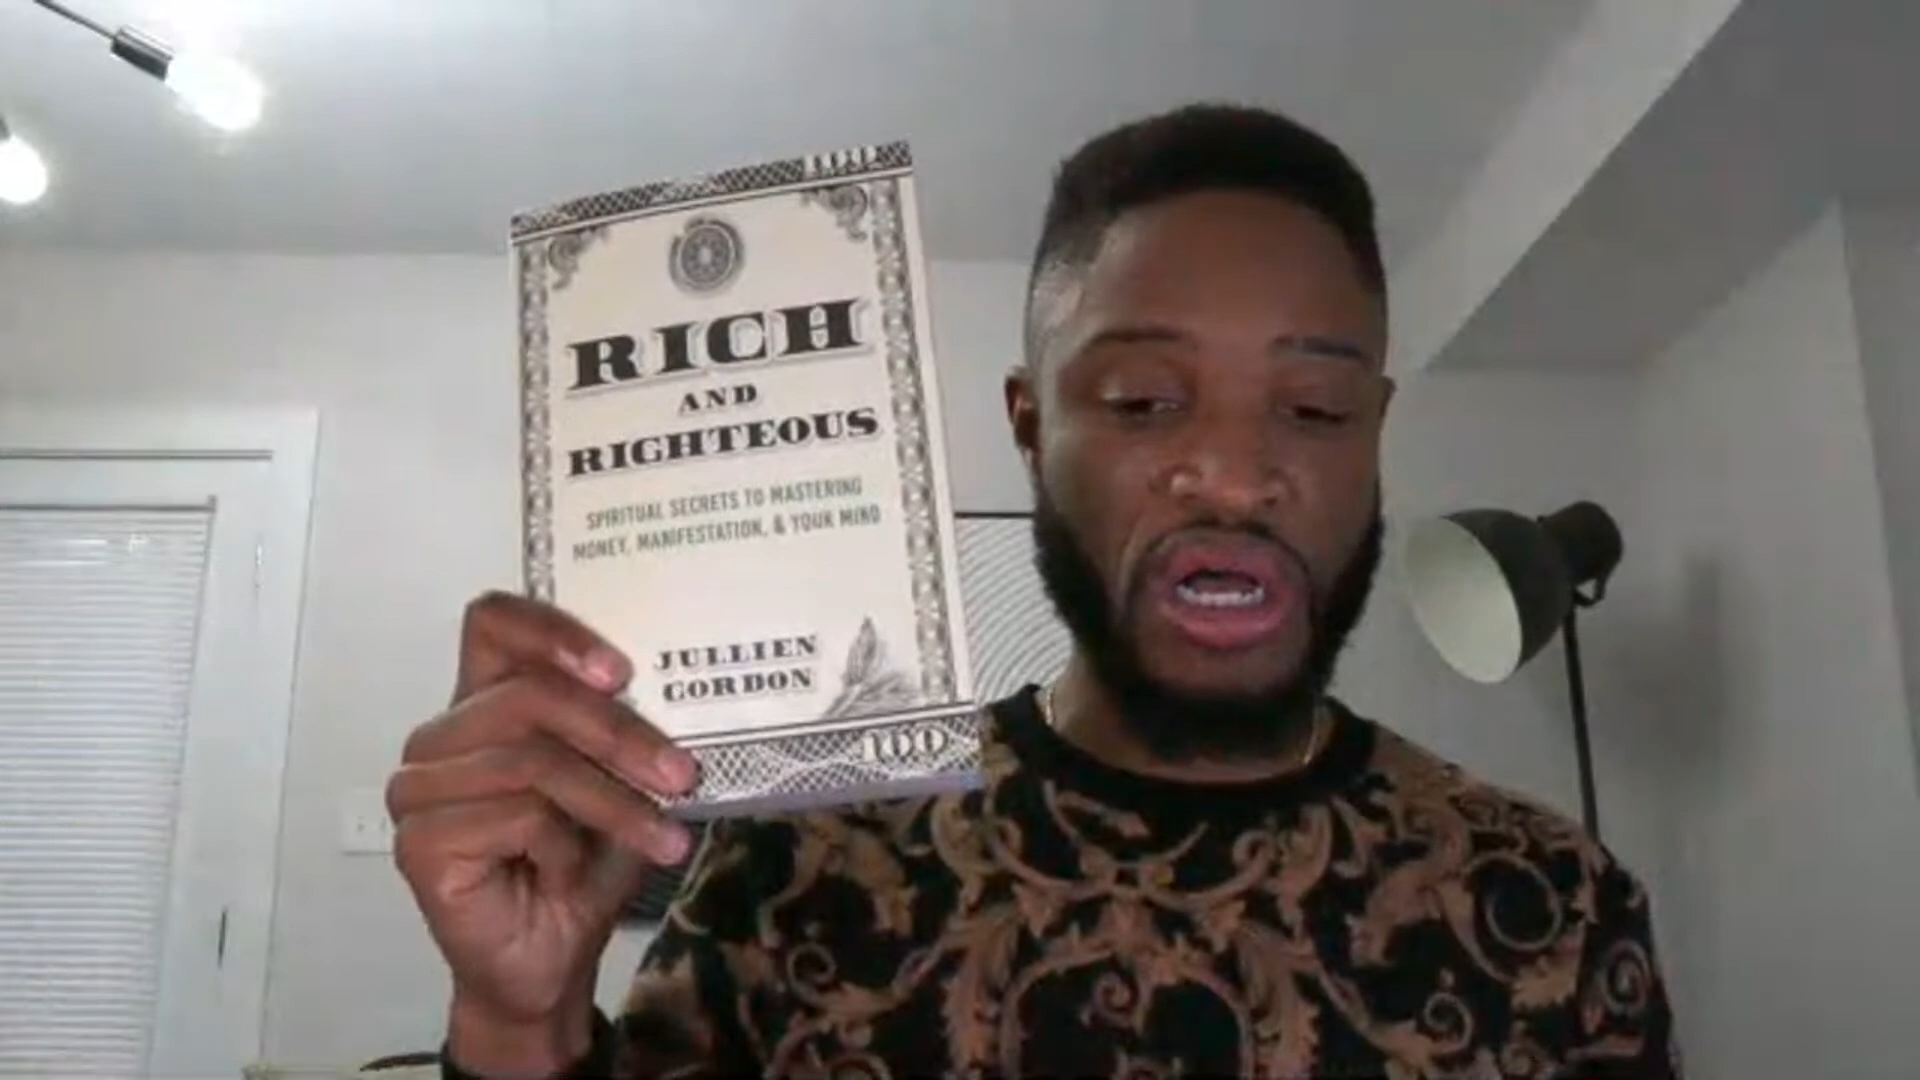 100
RICH
AND
RIGHTEOUS
SPIRITUAL SECRETS TO MASTERING
MONEY, MANIFESTATION, & YOUR MIND
JULLIEN
GORDON
100